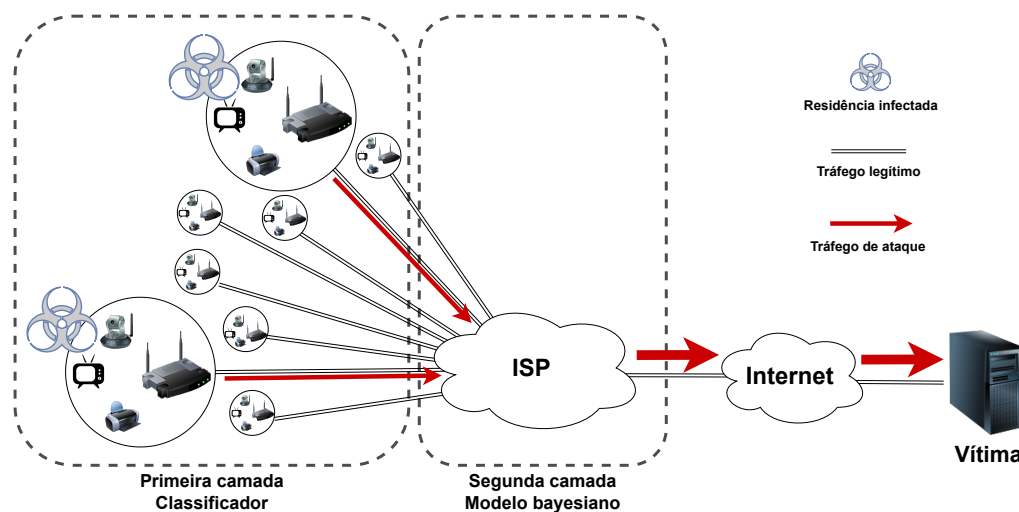 Residência infectada
Tráfego legítimo
Tráfego de ataque
ISP
Internet
Vítima
Primeira camada
Classificador
Segunda camada
Modelo bayesiano